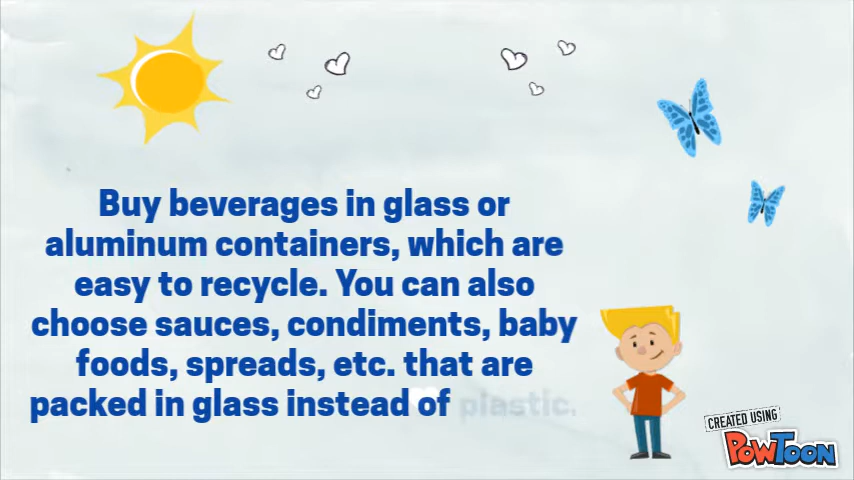 Buy beverages in glass or
aluminum containers, which are
easy to recycle. You can also
choose sauces, condiments, baby
foods, spreads, etc. that are
packed in glass instead of plastic.
CREATED USING
POWTOON